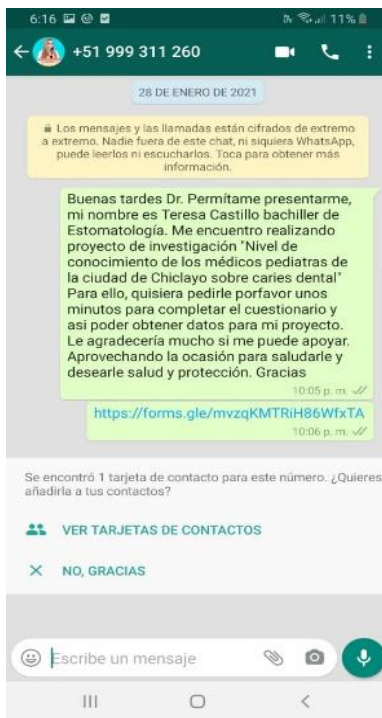 6:16 11%
+51 999 311 260
28 DE ENERO DE 2021
Los mensajes y las llamadas están cifrados de extremo
a extremo. Nadie fuera de este chat, ni siquiera WhatsApp,
puede leerlos ni escucharlos. Toca para obtener más
información.
Buenas tardes Dr. Permítame presentarme,
mi nombre es Teresa Castillo bachiller de
Estomatología. Me encuentro realizando
proyecto de investigación "Nivel de
conocimiento de los médicos pediatras de
la ciudad de Chiclayo sobre caries dental"
Para ello, quisiera pedirle porfavor unos
minutos para completar el cuestionario y
asi poder obtener datos para mi proyecto.
Le agradecería mucho si me puede apoyar.
Aprovechando la ocasión para saludarle y
desearle salud y protección. Gracias
10:05 p. m.
https://forms.gle/mvzqKMTRiH86WfxTA
10:06 p. m.
Se encontró 1 tarjeta de contacto para este número. ¿Quieres
añadirla a tus contactos?
VER TARJETAS DE CONTACTOS
NO, GRACIAS
Escribe un mensaje